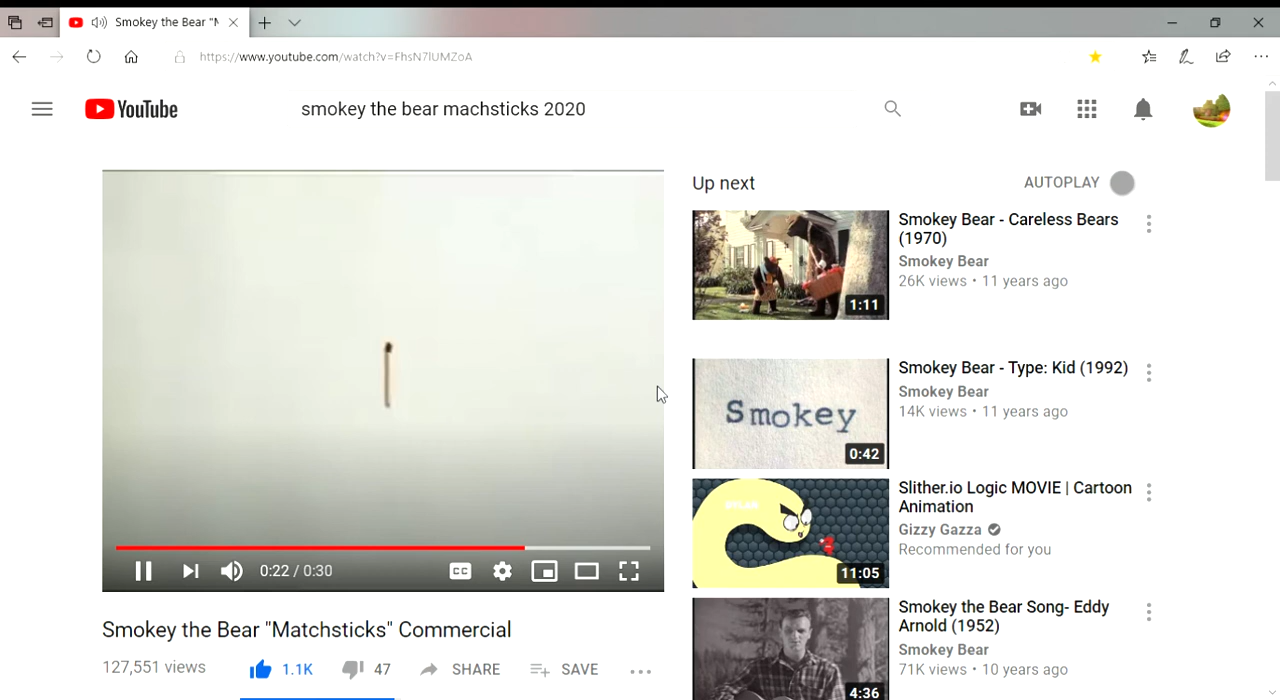 Smokey the Bear "M
https://www.youtube.com/watch?v=FhsN7lUMZoA
YouTube
smokey the bear machsticks 2020
Up next
AUTOPLAY
Smokey Bear - Careless Bears
(1970)
Smokey Bear
26K views • 11 years ago
1:11
Smokey Bear - Type: Kid (1992)
Smokey Bear
14K views • 11 years ago
Smokey
0:42
Slither.io Logic MOVIE | Cartoon
Animation
Gizzy Gazza
Recommended for you
11:05
Smokey the Bear Song- Eddy
Arnold (1952)
Smokey Bear
71K views • 10 years ago
4:36
0:22 / 0:30
CC
Smokey the Bear "Matchsticks" Commercial
127,551 views
1.1K
47
SHARE
SAVE